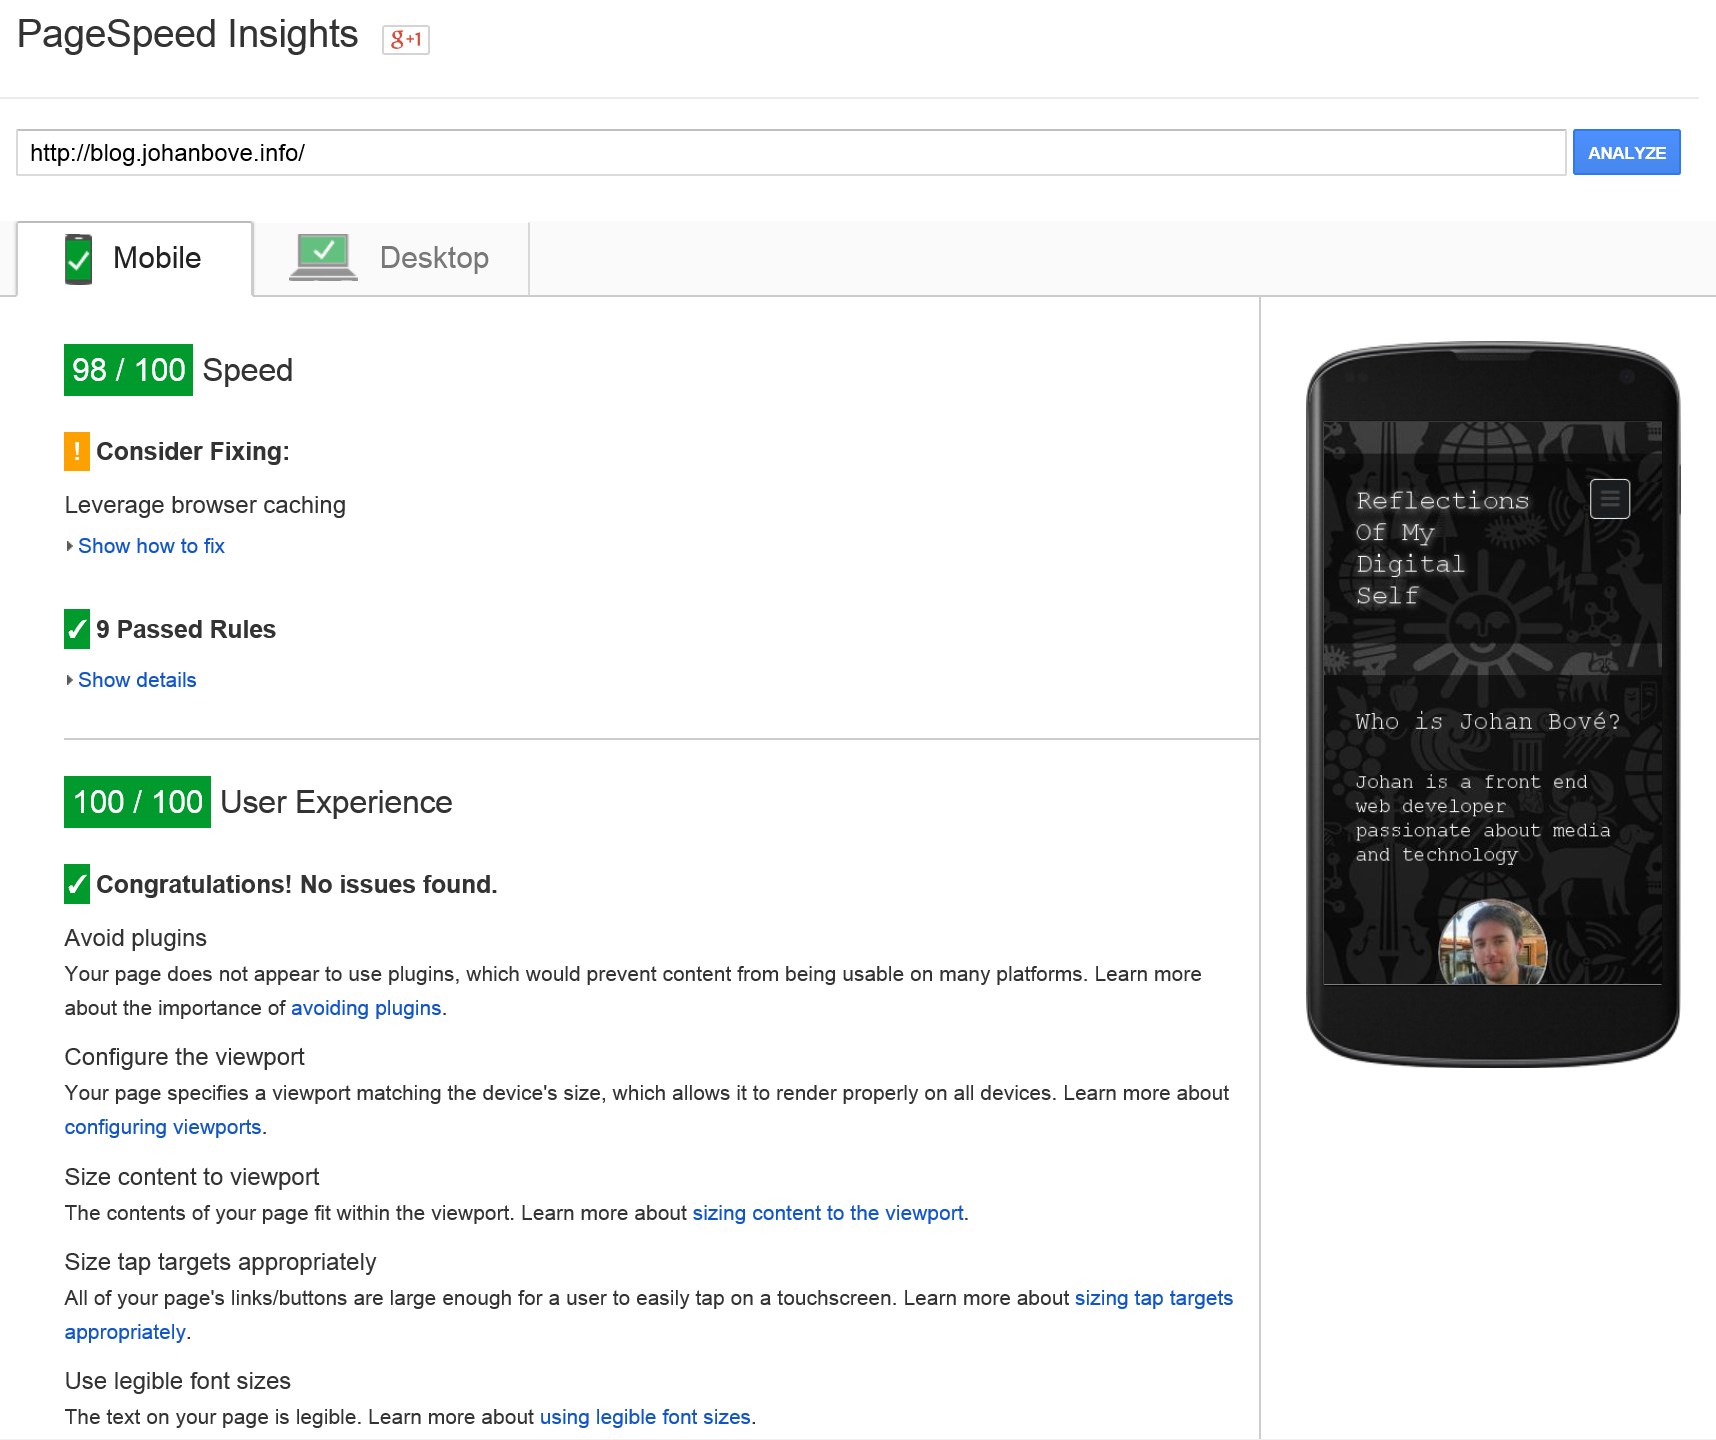 PageSpeed Insights g+1
http://blog.johanbove.info/ ANALYZE
Mobile Desktop
98 / 100 Speed
! Consider Fixing:
Leverage browser caching
Show how to fix
9 Passed Rules
Show details
100 / 100 User Experience
Congratulations! No issues found.
Avoid plugins
Your page does not appear to use plugins, which would prevent content from being usable on many platforms. Learn more
about the importance of avoiding plugins.
Configure the viewport
Your page specifies a viewport matching the device's size, which allows it to render properly on all devices. Learn more about
configuring viewports.
Size content to viewport
The contents of your page fit within the viewport. Learn more about sizing content to the viewport.
Size tap targets appropriately
All of your page's links/buttons are large enough for a user to easily tap on a touchscreen. Learn more about sizing tap targets
appropriately.
Use legible font sizes
The text on your page is legible. Learn more about using legible font sizes.
Reflections
Of My
Digital
Self
Who is Johan Bové?
Johan is a front end
web developer
passionate about media
and technology